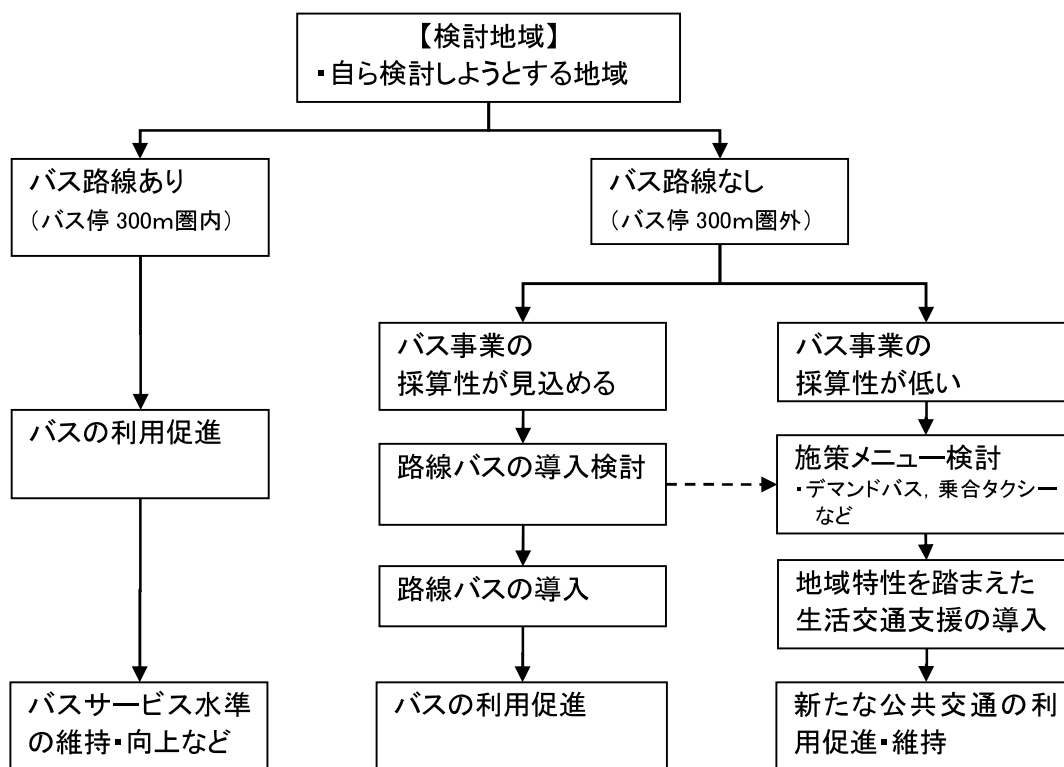 【検討地域】
・自ら検討しようとする地域
バス路線あり
（バス停 300m圏内）
バス路線なし
（バス停 300m圏外）
バス事業の
採算性が見込める
バス事業の
採算性が低い
バスの利用促進
路線バスの導入検討
施策メニュー検討
・デマンドバス, 乗合タクシー
など
路線バスの導入
地域特性を踏まえた
生活交通支援の導入
バスサービス水準
の維持・向上など
バスの利用促進
新たな公共交通の利
用促進・維持